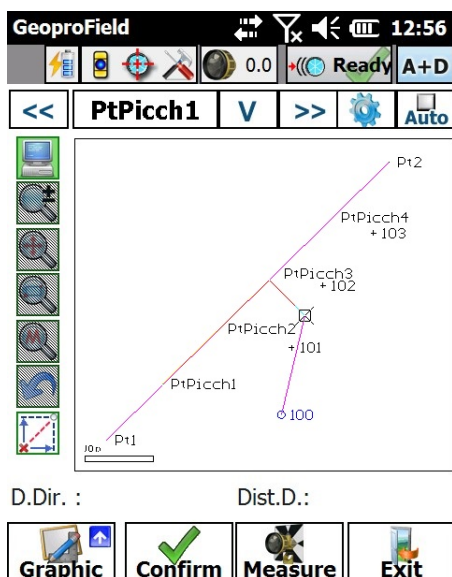 GeoproField 12:56
0.0 Ready A+D
<< PtPicch1 V >> Auto
Pt2
PtPicch4
+ 103
PtPicch3
+ 102
PtPicch2
+ 101
PtPicch1
100
Pt1
D.Dir. : Dist.D.:
Graphic Confirm Measure Exit